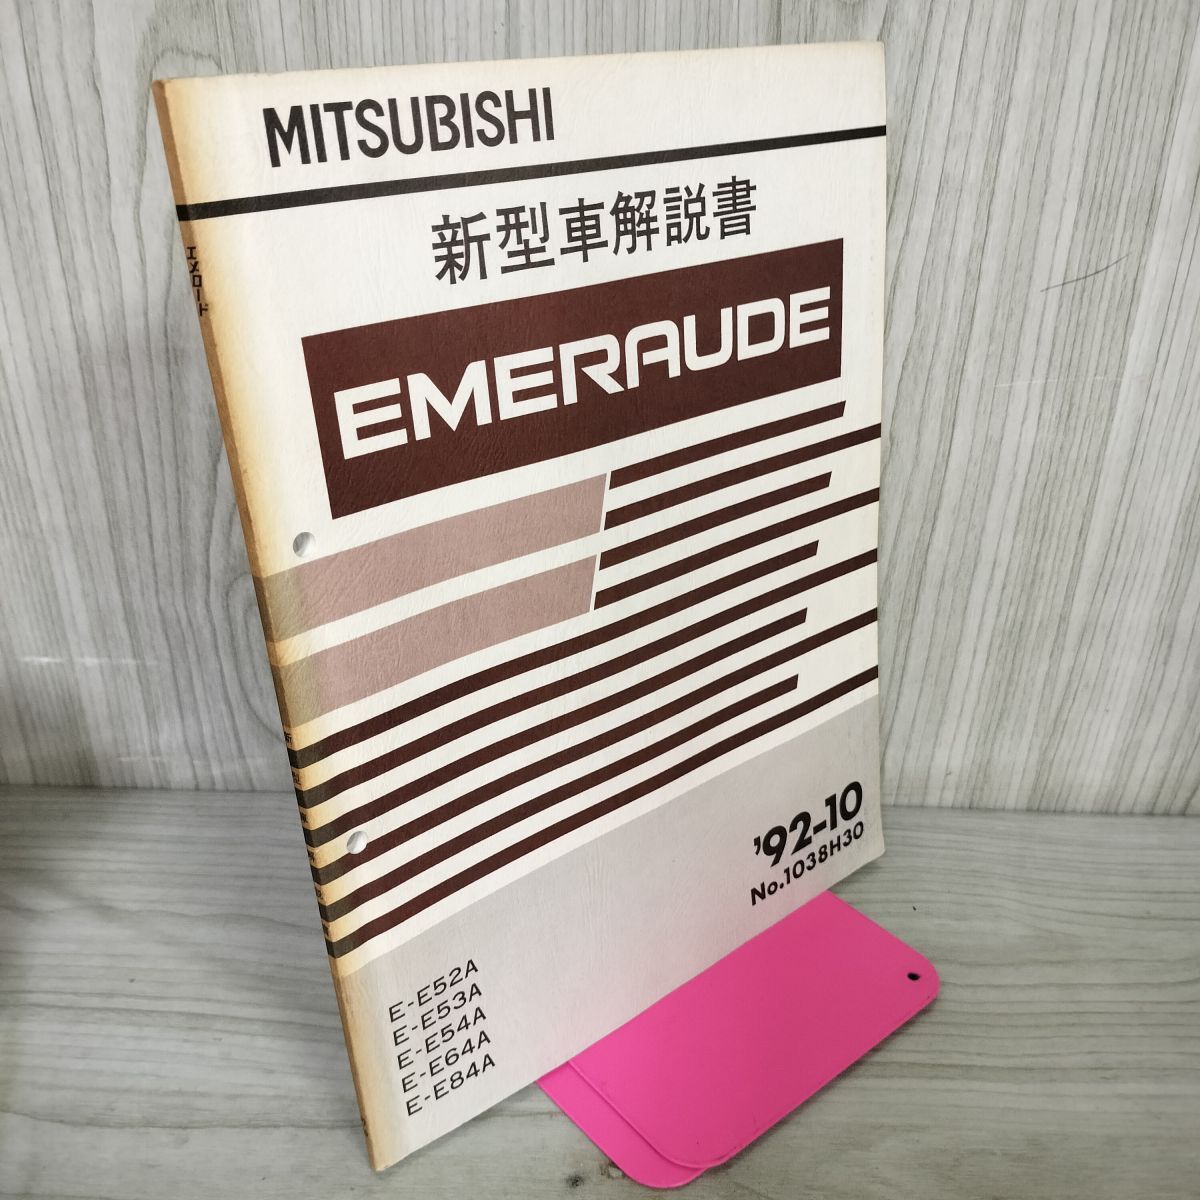 MITSUBISHI
新型車解説書
EMERAUDE
'92-10
No.1038H30
E-E52A
E-E53A
E-E54A
E-E64A
E-E84A
エメロード